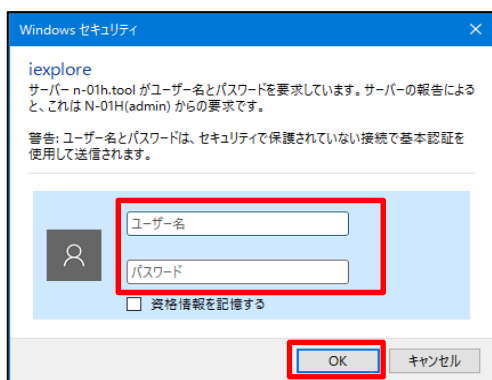 Windows セキュリティ
iexplore
サーバー n-01h.tool がユーザー名とパスワードを要求しています。サーバーの報告による
と、これは N-01H(admin) からの要求です。
警告: ユーザー名とパスワードは、セキュリティで保護されていない接続で基本認証を
使用して送信されます。
ユーザー名
パスワード
資格情報を記憶する
OK キャンセル